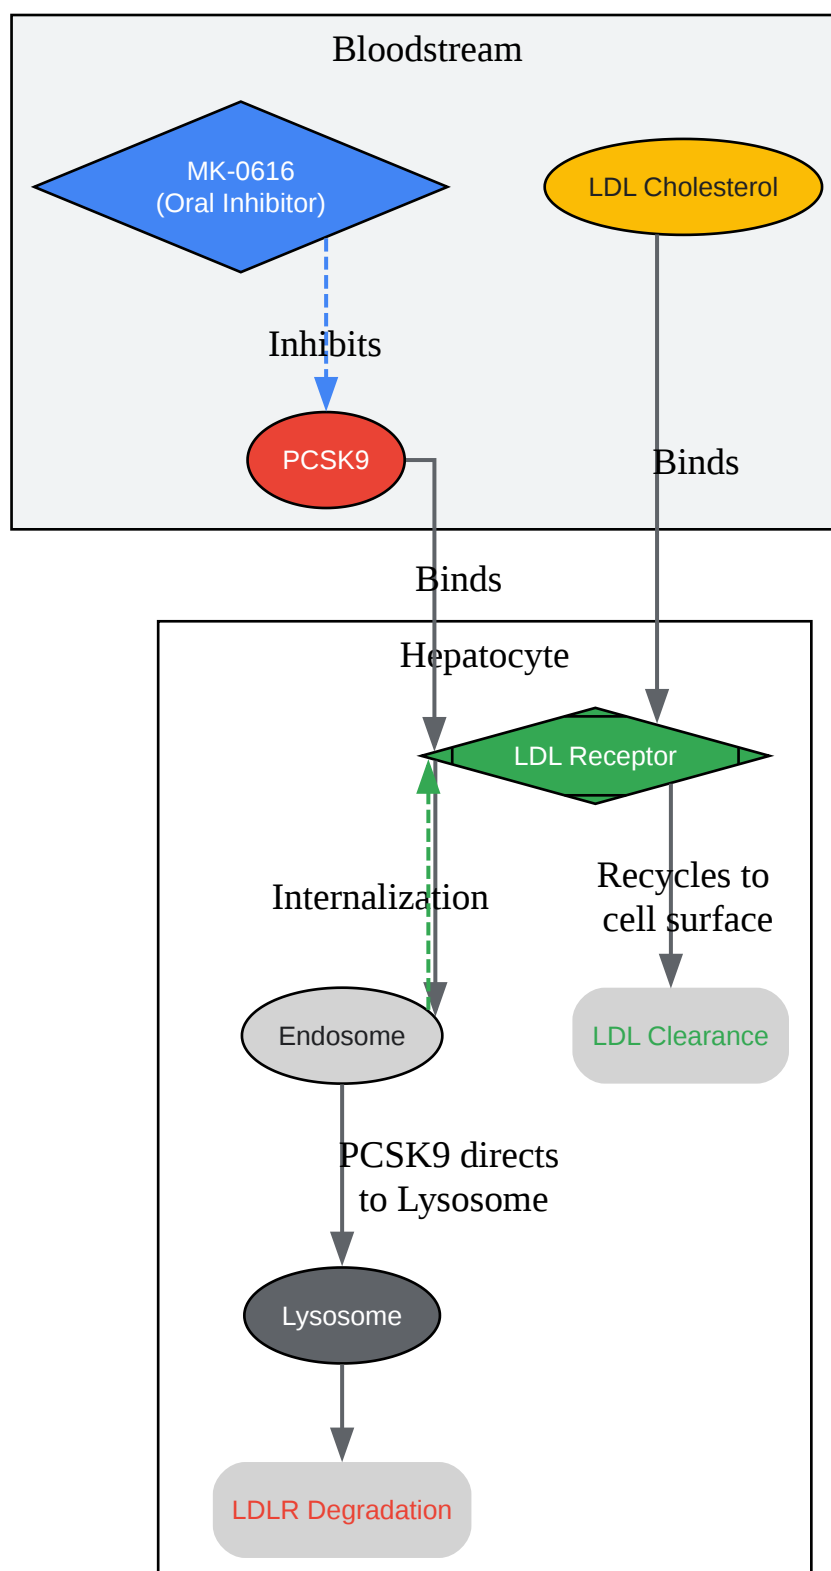 Bloodstream
MK-0616
(Oral Inhibitor)
LDL Cholesterol
Inhibits
PCSK9
Binds
Binds
Hepatocyte
LDL Receptor
Internalization
Recycles to
cell surface
Endosome
LDL Clearance
PCSK9 directs
to Lysosome
Lysosome
LDLR Degradation